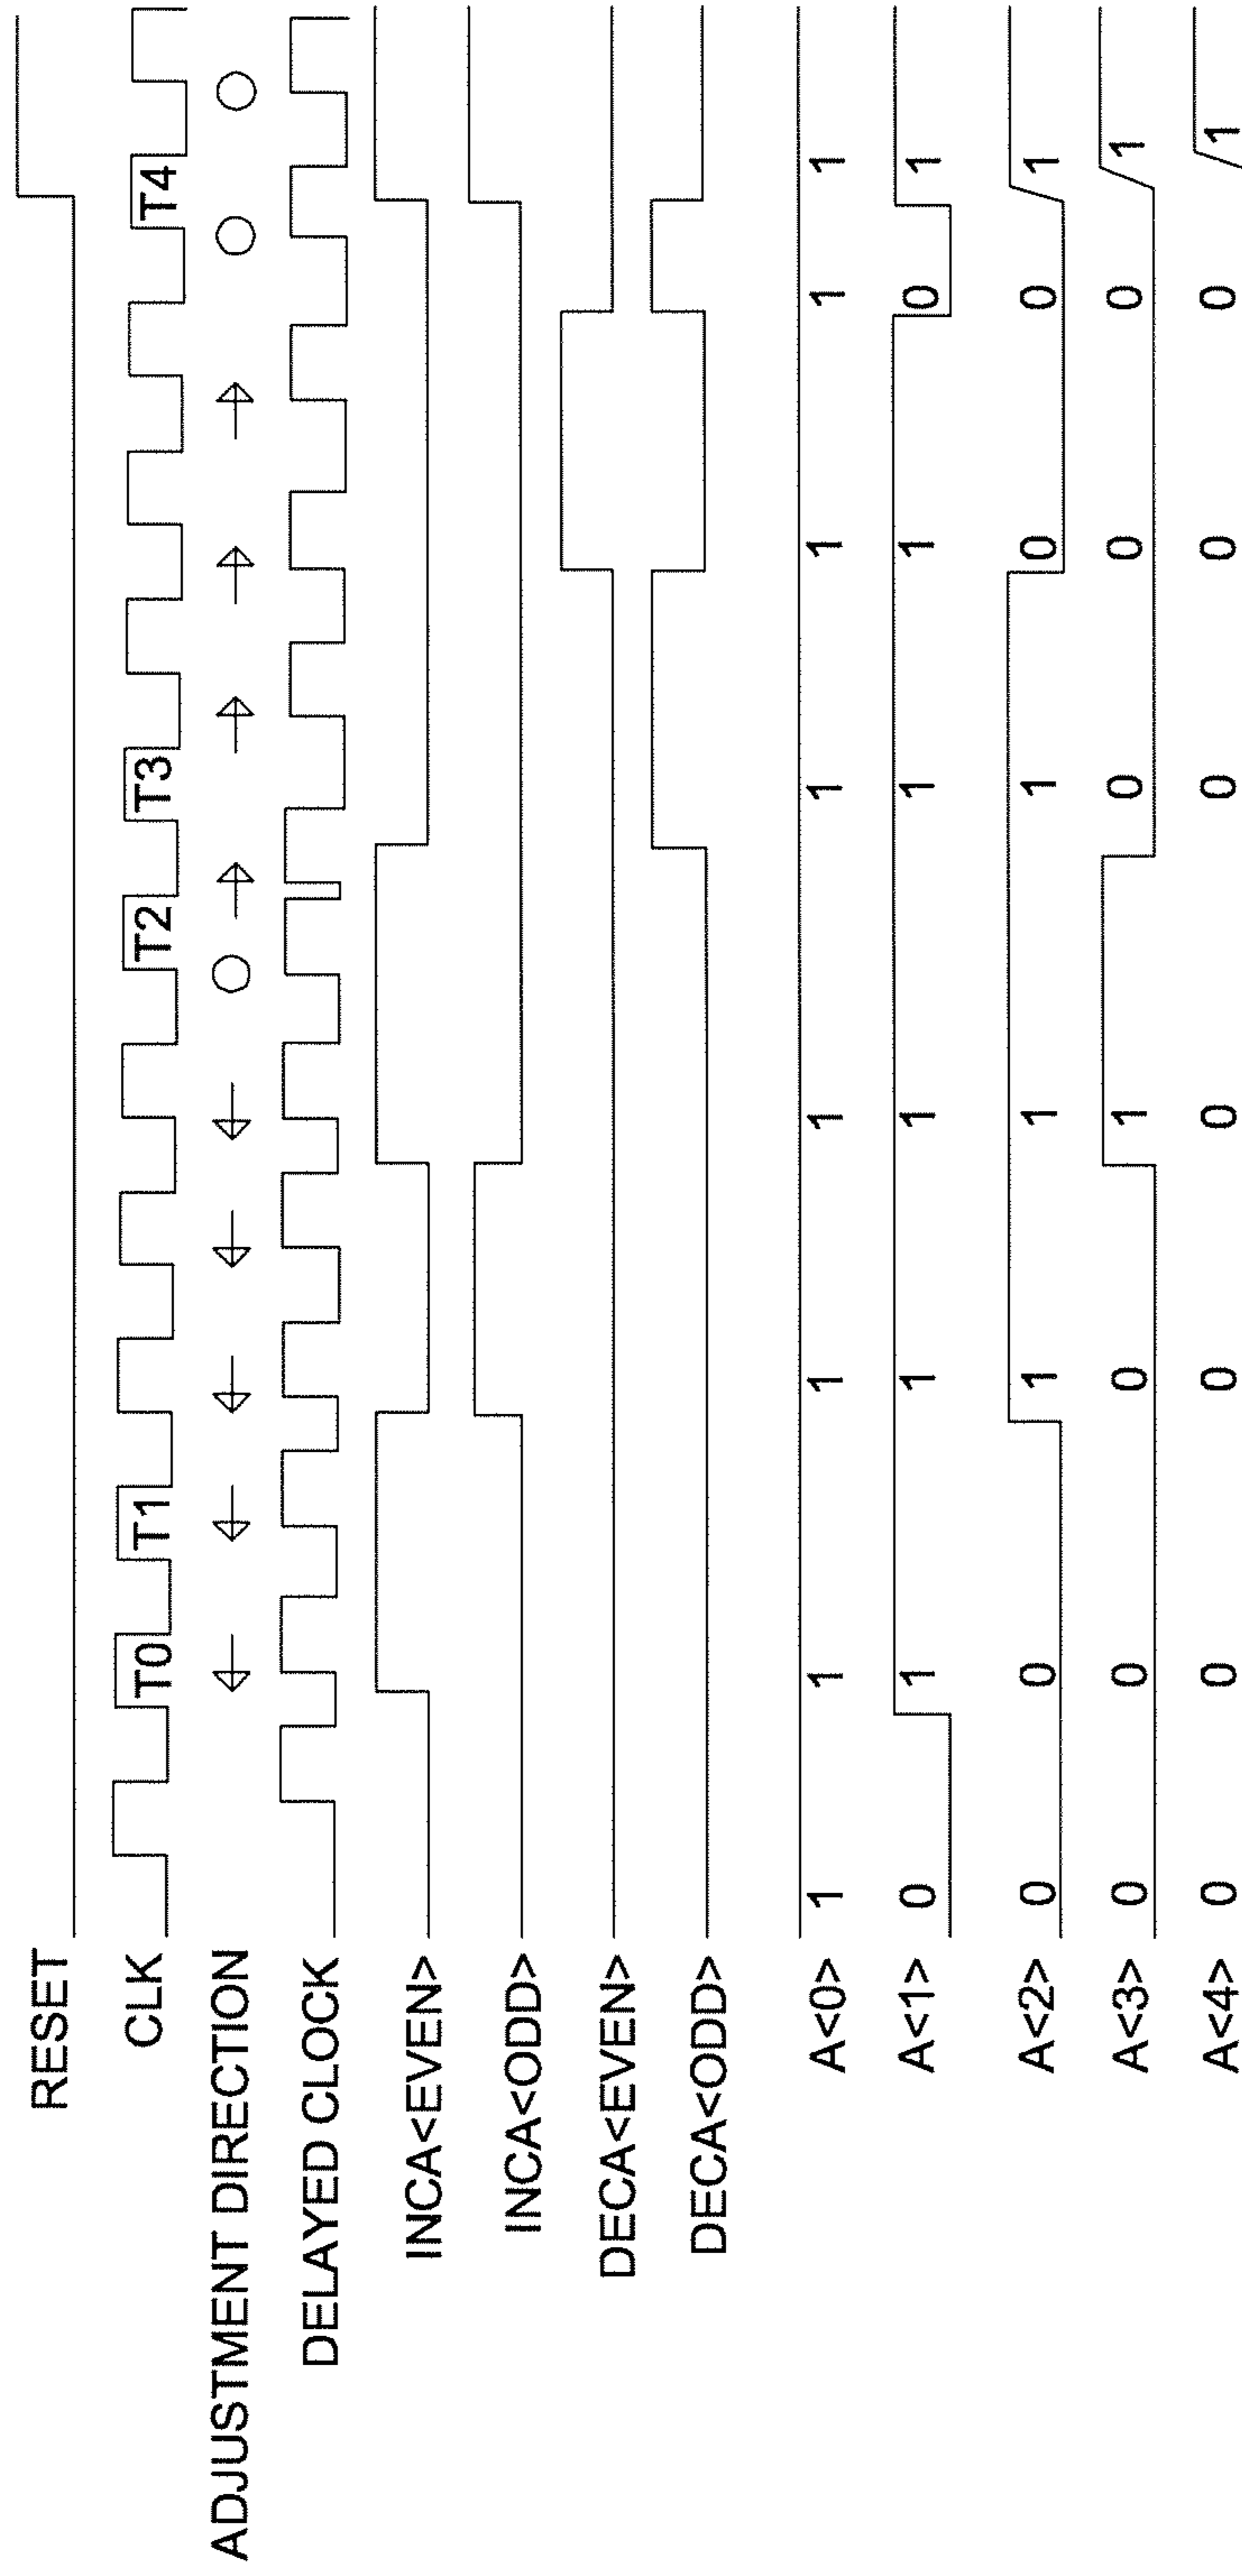 RESET
CLK T0 T1 T2 T3 T4
ADJUSTMENT DIRECTION
DELAYED CLOCK
INCA<EVEN>
INCA<ODD>
DECA<EVEN>
DECA<ODD>
A<0> 1 1 1 1 1 1 1 1
A<1> 0 1 1 1 1 1 0 1
A<2> 0 0 1 1 1 0 0 1
A<3> 0 0 0 1 0 0 0 1
A<4> 0 0 0 0 0 0 0 1